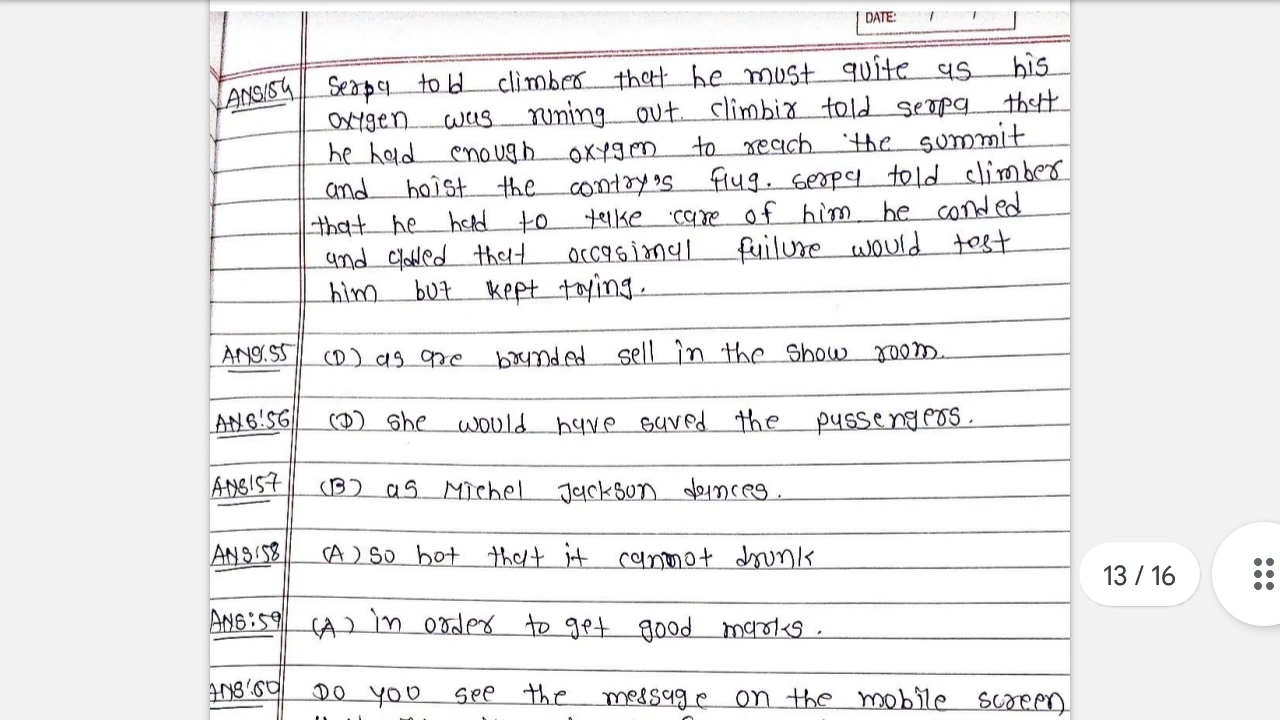 DATE: / /
ANS:54 Serpa told climber that he must quite as his
oxygen was runing out. climbir told serpa that
he had enough oxygen to reach the summit
and hoist the contry's flag. serpa told climber
that he had to take care of him he conded
and added that occasinal failure would test
him but kept trying.
ANS:55 (D) as are branded sell in the show room.
ANS:56 (D) she would have saved the passengers.
ANS:57 (B) as Michel Jackson dances.
ANS:58 (A) so hot that it cannot drunk
ANS:59 (A) in order to get good marks.
ANS:60 Do you see the message on the mobile screen
13 / 16